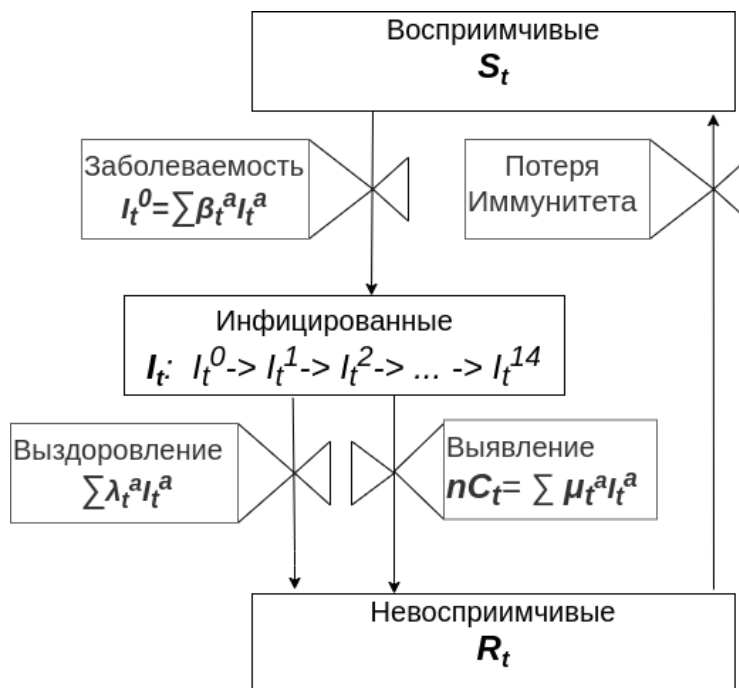 Восприимчивые
Sₜ
Заболеваемость
Iₜ⁰=∑βₜᵃIₜᵃ
Потеря
Иммунитета
Инфицированные
Iₜ: Iₜ⁰-> Iₜ¹-> Iₜ²-> ... -> Iₜ¹⁴
Выздоровление
∑λₜᵃIₜᵃ
Выявление
nCₜ= ∑ μₜᵃIₜᵃ
Невосприимчивые
Rₜ